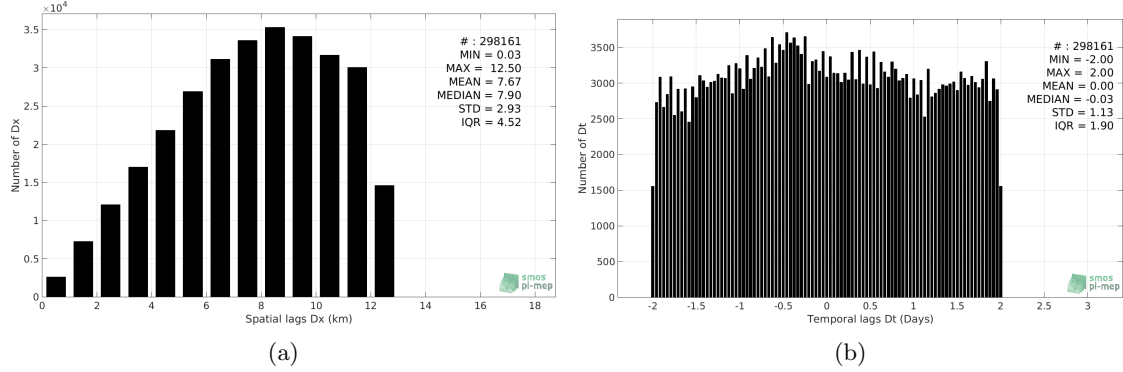 ×10⁴
3.5
3
2.5
2
1.5
1
0.5
0
Number of Dx
0 2 4 6 8 10 12 14 16 18
Spatial lags Dx (km)
# : 298161
MIN = 0.03
MAX = 12.50
MEAN = 7.67
MEDIAN = 7.90
STD = 2.93
IQR = 4.52
smos
pi-mep
(a)
3500
3000
2500
2000
1500
1000
500
0
Number of Dt
-2 -1.5 -1 -0.5 0 0.5 1 1.5 2 2.5 3
Temporal lags Dt (Days)
# : 298161
MIN = -2.00
MAX = 2.00
MEAN = 0.00
MEDIAN = -0.03
STD = 1.13
IQR = 1.90
smos
pi-mep
(b)